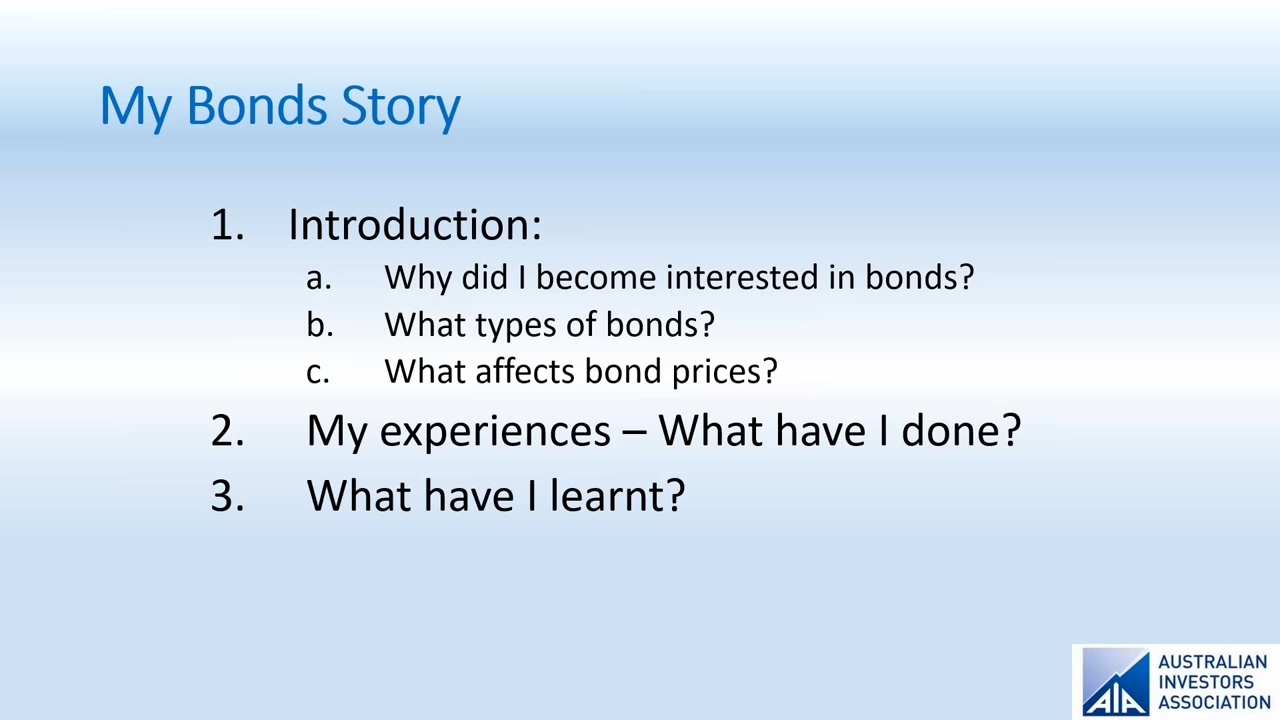 My Bonds Story
1. Introduction:
a. Why did I become interested in bonds?
b. What types of bonds?
c. What affects bond prices?
2. My experiences – What have I done?
3. What have I learnt?
AIA
AUSTRALIAN
INVESTORS
ASSOCIATION